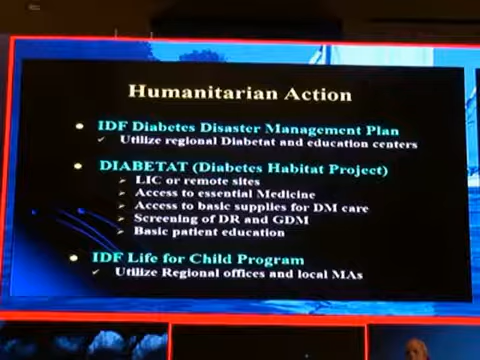 Humanitarian Action
IDF Diabetes Disaster Management Plan
Utilize regional Diabetat and education centers
DIABETAT (Diabetes Habitat Project)
LIC or remote sites
Access to essential Medicine
Access to basic supplies for DM care
Screening of DR and GDM
Basic patient education
IDF Life for Child Program
Utilize Regional offices and local MAs